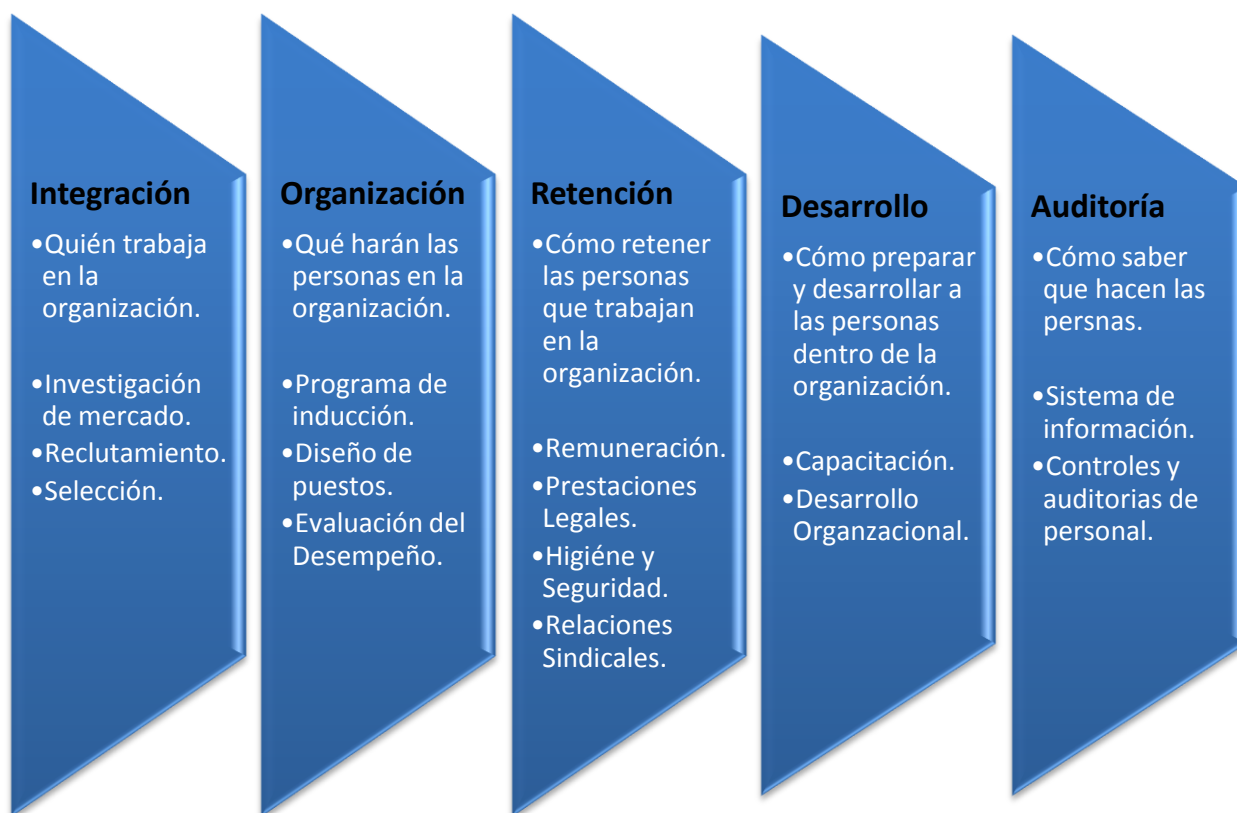 Integración
•Quién trabaja
en la
organización.
•Investigación
de mercado.
•Reclutamiento.
•Selección.
Organización
•Qué harán las
personas en la
organización.
•Programa de
inducción.
•Diseño de
puestos.
•Evaluación del
Desempeño.
Retención
•Cómo retener
las personas
que trabajan
en la
organización.
•Remuneración.
•Prestaciones
Legales.
•Higiéne y
Seguridad.
•Relaciones
Sindicales.
Desarrollo
•Cómo preparar
y desarrollar a
las personas
dentro de la
organización.
•Capacitación.
•Desarrollo
Organzacional.
Auditoría
•Cómo saber
que hacen las
persnas.
•Sistema de
información.
•Controles y
auditorias de
personal.